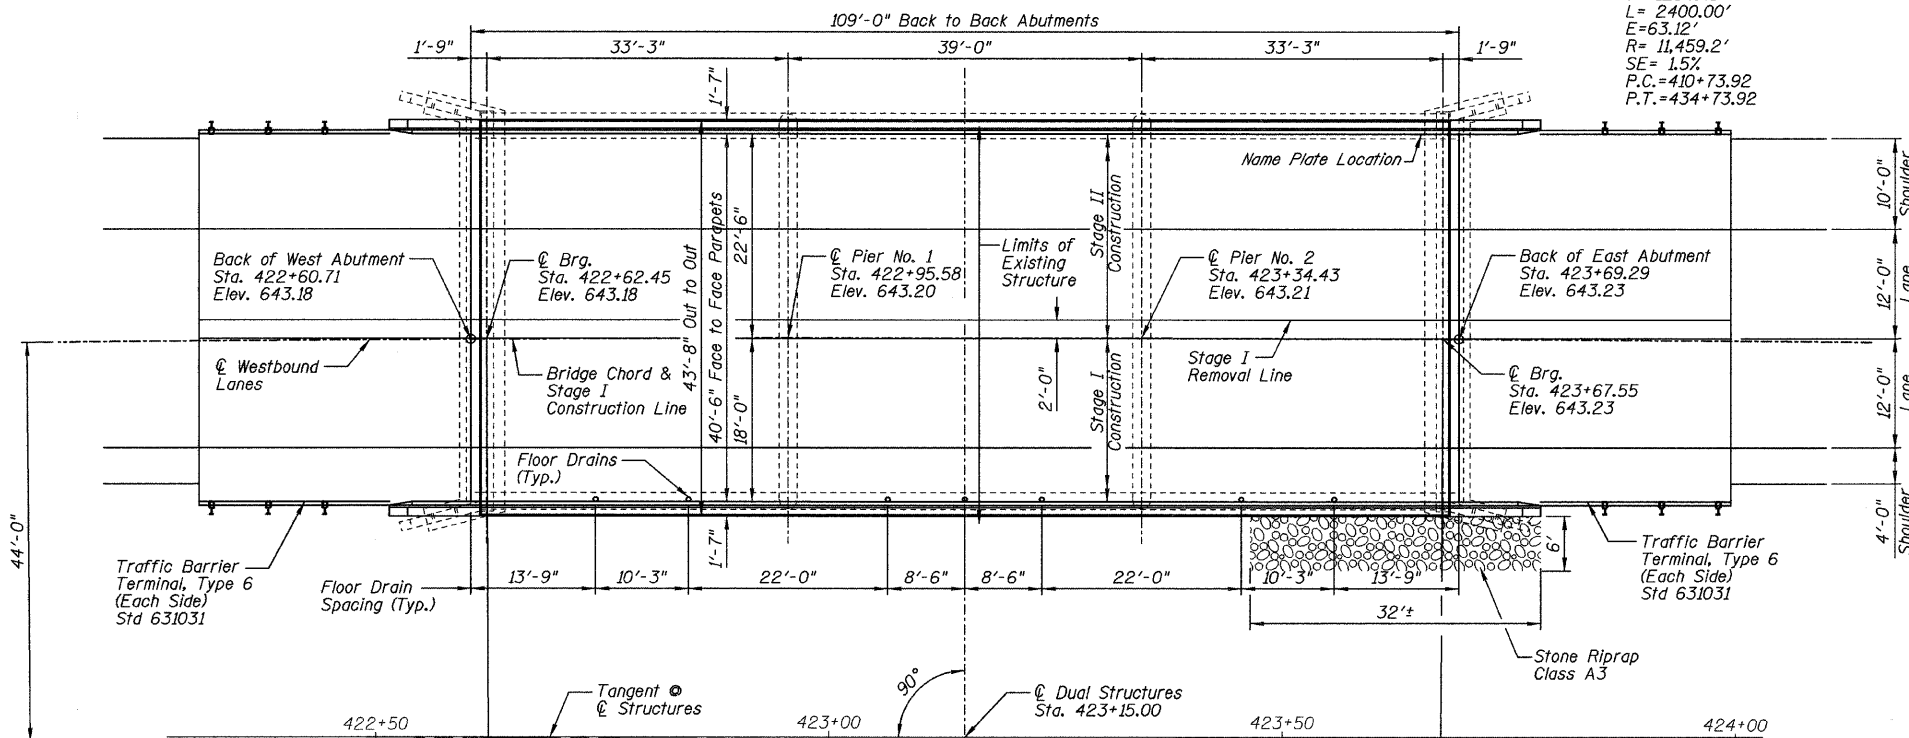 109'-0" Back to Back Abutments
1'-9"
33'-3"
39'-0"
33'-3"
1'-9"
L= 2400.00'
E=63.12'
R= 11,459.2'
SE= 1.5%
P.C.=410+73.92
P.T.=434+73.92
1'-7"
Name Plate Location
10'-0"
Shoulder
Back of West Abutment
Sta. 422+60.71
Elev. 643.18
℄ Brg.
Sta. 422+62.45
Elev. 643.18
43'-8" Out to Out
40'-6" Face to Face Parapets
22'-6"
℄ Pier No. 1
Sta. 422+95.58
Elev. 643.20
Limits of
Existing
Structure
Stage II
Construction
℄ Pier No. 2
Sta. 423+34.43
Elev. 643.21
Back of East Abutment
Sta. 423+69.29
Elev. 643.23
12'-0"
Lane
℄ Westbound
Lanes
Bridge Chord &
Stage I
Construction Line
18'-0"
2'-0"
Stage I
Construction
Stage I
Removal Line
℄ Brg.
Sta. 423+67.55
Elev. 643.23
12'-0"
Lane
Floor Drains
(Typ.)
44'-0"
4'-0"
Shoulder
Traffic Barrier
Terminal, Type 6
(Each Side)
Std 631031
Floor Drain
Spacing (Typ.)
13'-9"
10'-3"
1'-7"
22'-0"
8'-6"
8'-6"
22'-0"
10'-3"
13'-9"
6'
32'±
Traffic Barrier
Terminal, Type 6
(Each Side)
Std 631031
Stone Riprap
Class A3
Tangent @
℄ Structures
90°
℄ Dual Structures
Sta. 423+15.00
422+50
423+00
423+50
424+00